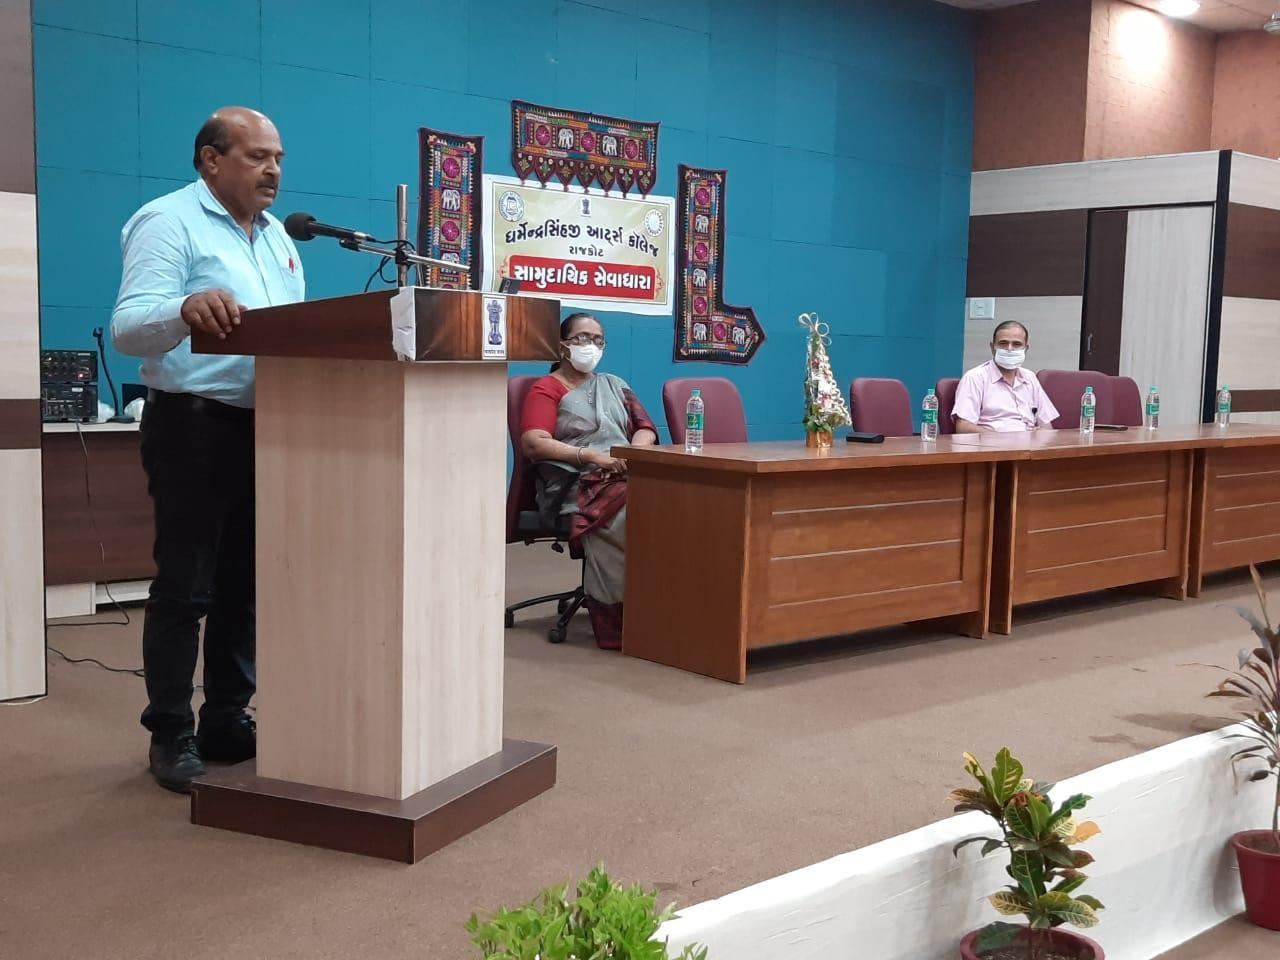 ધર્મેન્દ્રસિંહજી આર્ટ્સ કૉલેજ
રાજકોટ
સામુદાયિક સેવાધારા